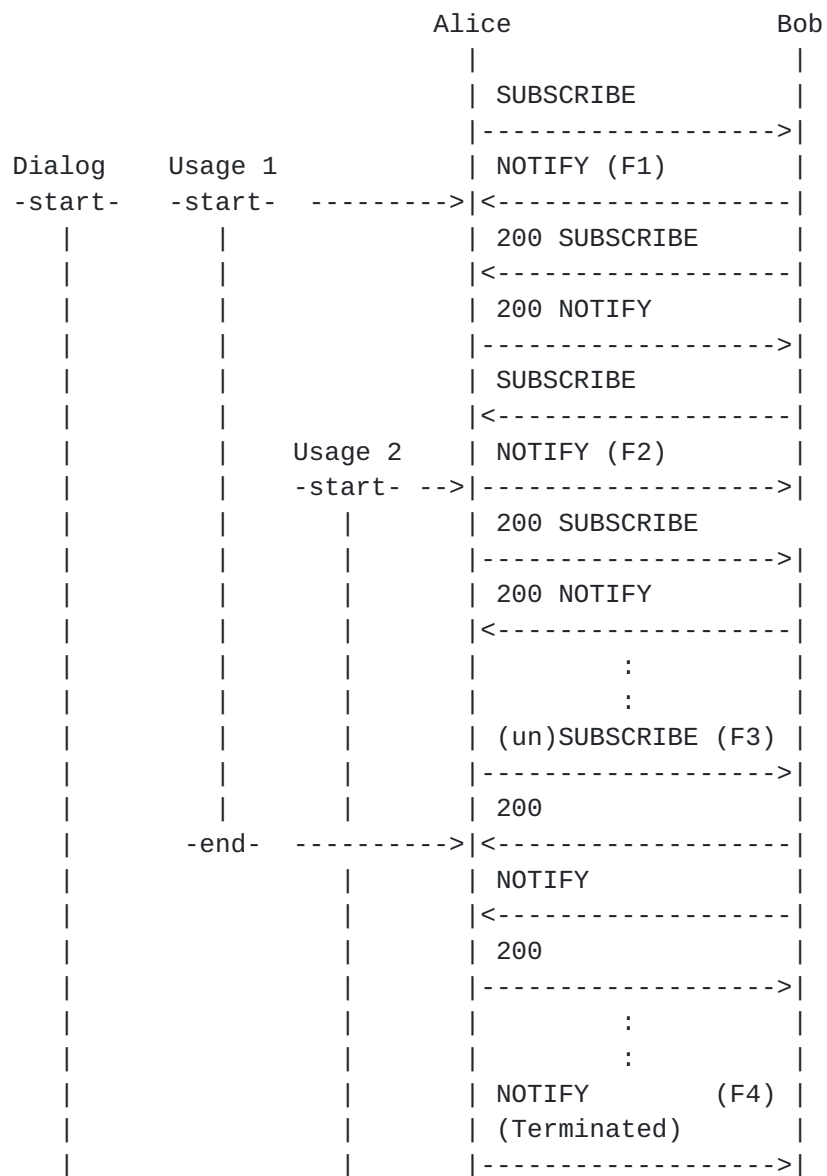 Alice Bob
SUBSCRIBE
Dialog Usage 1 NOTIFY (F1)
-start- -start- --------->|<--------------------|
200 SUBSCRIBE
200 NOTIFY
SUBSCRIBE
Usage 2 NOTIFY (F2)
-start- -->|------------------->|
200 SUBSCRIBE
200 NOTIFY
:
:
(un)SUBSCRIBE (F3)
200
-end- ---------->|<--------------------|
NOTIFY
200
:
:
NOTIFY (F4)
(Terminated)